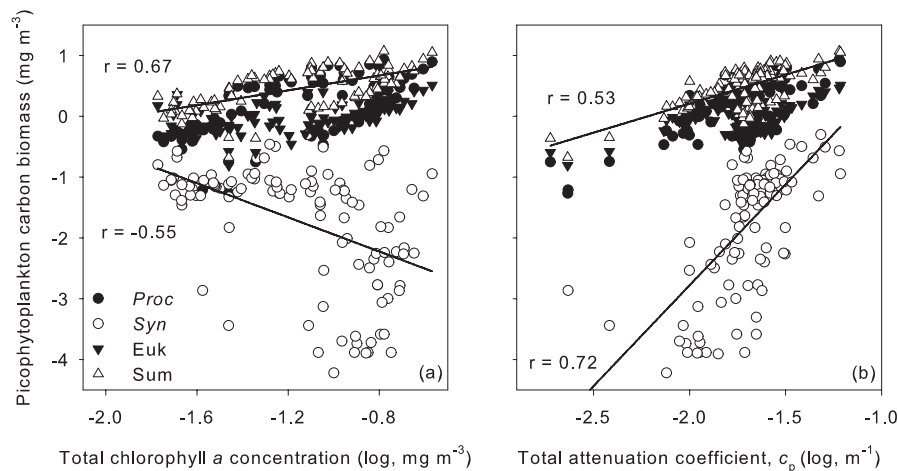 Picophytoplankton carbon biomass (mg m⁻³)
1
0
-1
-2
-3
-4
r = 0.67
r = -0.55
Proc
Syn
Euk
Sum
(a)
-2.0 -1.6 -1.2 -0.8
Total chlorophyll a concentration (log, mg m⁻³)
r = 0.53
r = 0.72
(b)
-2.5 -2.0 -1.5 -1.0
Total attenuation coefficient, cₚ (log, m⁻¹)